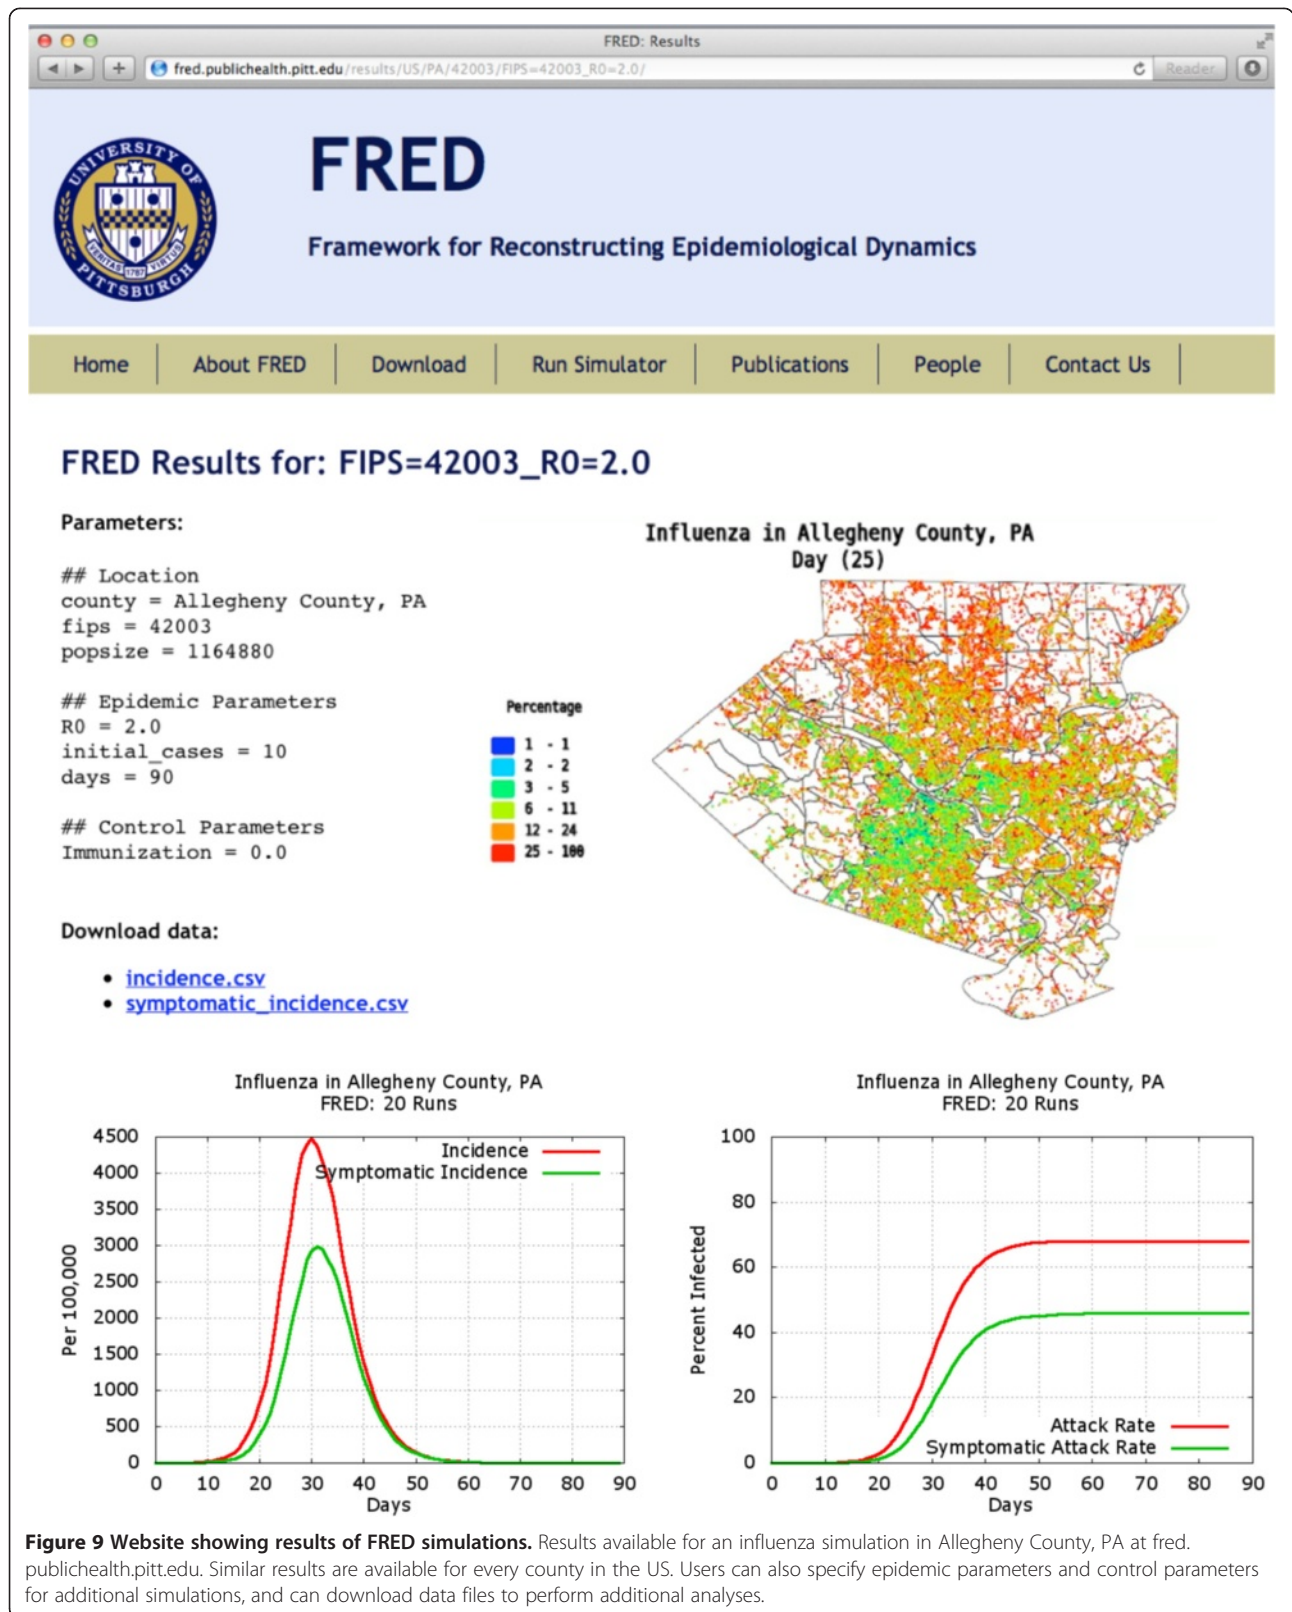 FRED: Results
fred.publichealth.pitt.edu/results/US/PA/42003/FIPS=42003_R0=2.0/
Reader
UNIVERSITY OF
PITTSBURGH
VERITAS 1787 VIRTUS
FRED
Framework for Reconstructing Epidemiological Dynamics
Home About FRED Download Run Simulator Publications People Contact Us
FRED Results for: FIPS=42003_R0=2.0
Parameters:
## Location
county = Allegheny County, PA
fips = 42003
popsize = 1164880
## Epidemic Parameters
R0 = 2.0
initial_cases = 10
days = 90
## Control Parameters
Immunization = 0.0
Download data:
• incidence.csv
• symptomatic_incidence.csv
Influenza in Allegheny County, PA
Day (25)
Percentage
1 - 1
2 - 2
3 - 5
6 - 11
12 - 24
25 - 100
Influenza in Allegheny County, PA
FRED: 20 Runs
Incidence
Symptomatic Incidence
Per 100,000
4500
4000
3500
3000
2500
2000
1500
1000
500
0
0 10 20 30 40 50 60 70 80 90
Days
Influenza in Allegheny County, PA
FRED: 20 Runs
Percent Infected
100
80
60
40
20
0
Attack Rate
Symptomatic Attack Rate
0 10 20 30 40 50 60 70 80 90
Days
Figure 9 Website showing results of FRED simulations. Results available for an influenza simulation in Allegheny County, PA at fred.
publichealth.pitt.edu. Similar results are available for every county in the US. Users can also specify epidemic parameters and control parameters
for additional simulations, and can download data files to perform additional analyses.